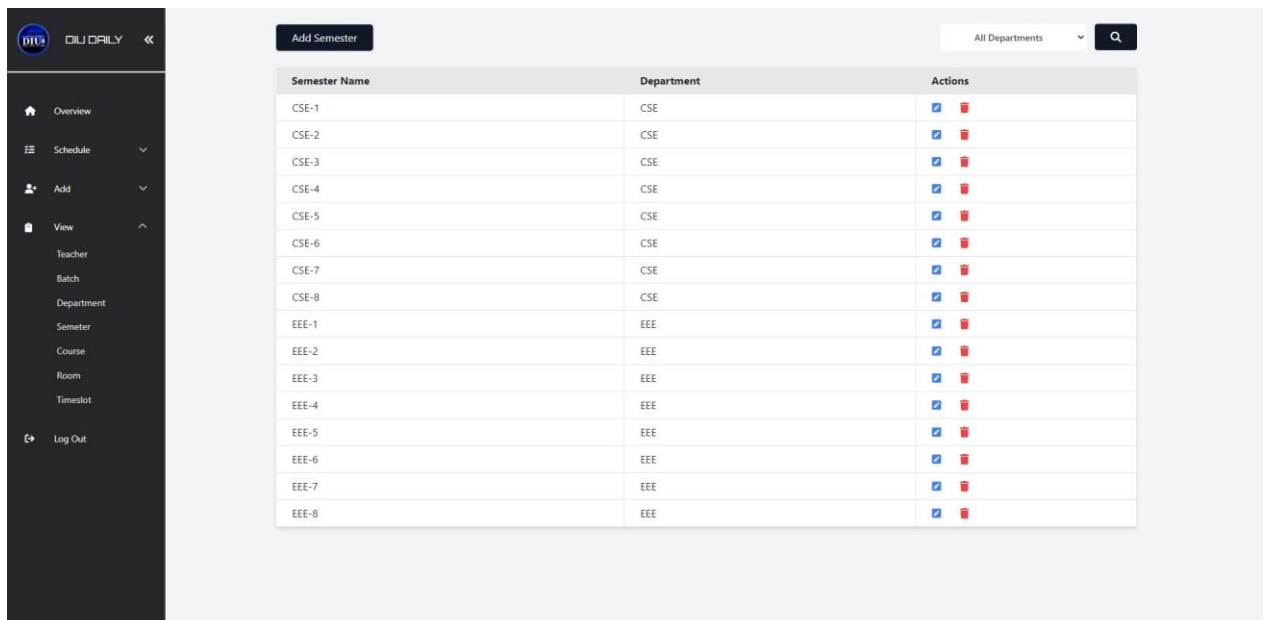 DIU
DIU DAILY
Overview
Schedule
Add
View
Teacher
Batch
Department
Semeter
Course
Room
Timeslot
Log Out
Add Semester
All Departments
Semester Name Department Actions
CSE-1 CSE
CSE-2 CSE
CSE-3 CSE
CSE-4 CSE
CSE-5 CSE
CSE-6 CSE
CSE-7 CSE
CSE-8 CSE
EEE-1 EEE
EEE-2 EEE
EEE-3 EEE
EEE-4 EEE
EEE-5 EEE
EEE-6 EEE
EEE-7 EEE
EEE-8 EEE